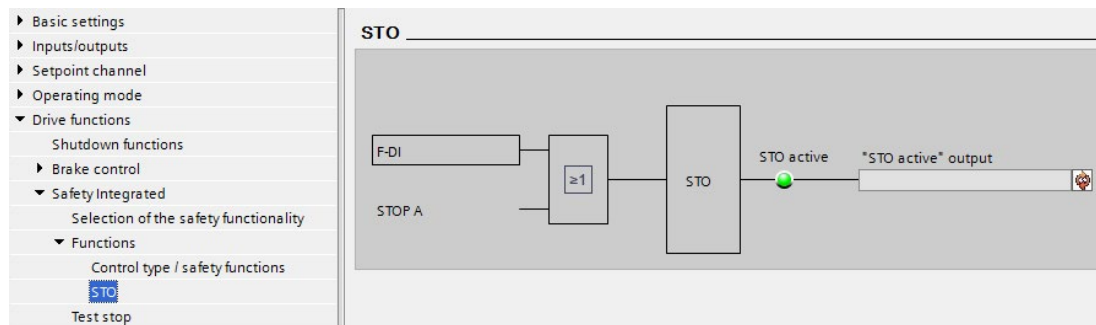 Basic settings
Inputs/outputs
Setpoint channel
Operating mode
Drive functions
Shutdown functions
Brake control
Safety Integrated
Selection of the safety functionality
Functions
Control type / safety functions
STO
Test stop
STO
F-DI
STOP A
≥1
STO
STO active
"STO active" output